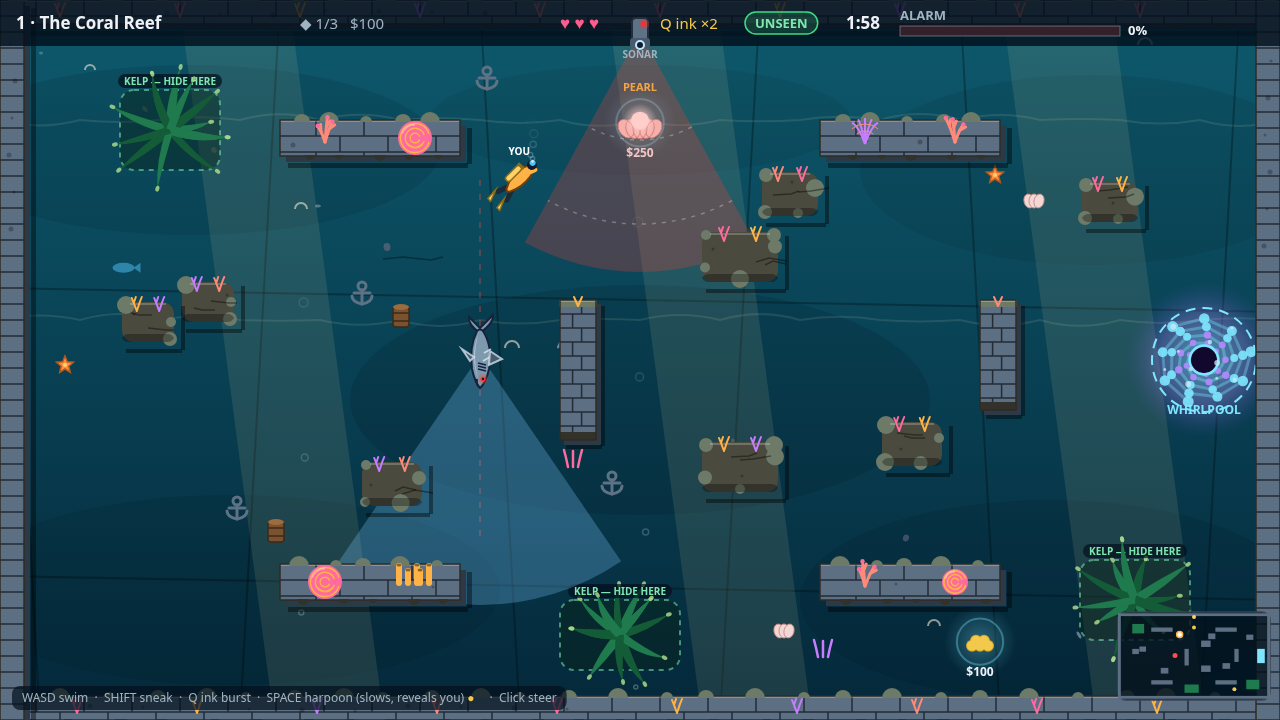 1 · The Coral Reef
◆ 1/3 $100
♥ ♥ ♥
Q ink ×2
UNSEEN
1:58
ALARM
0%
SONAR
KELP — HIDE HERE
PEARL
$250
YOU
WHIRLPOOL
KELP — HIDE HERE
KELP — HIDE HERE
$100
WASD swim · SHIFT sneak · Q ink burst · SPACE harpoon (slows, reveals you) ● · Click steer